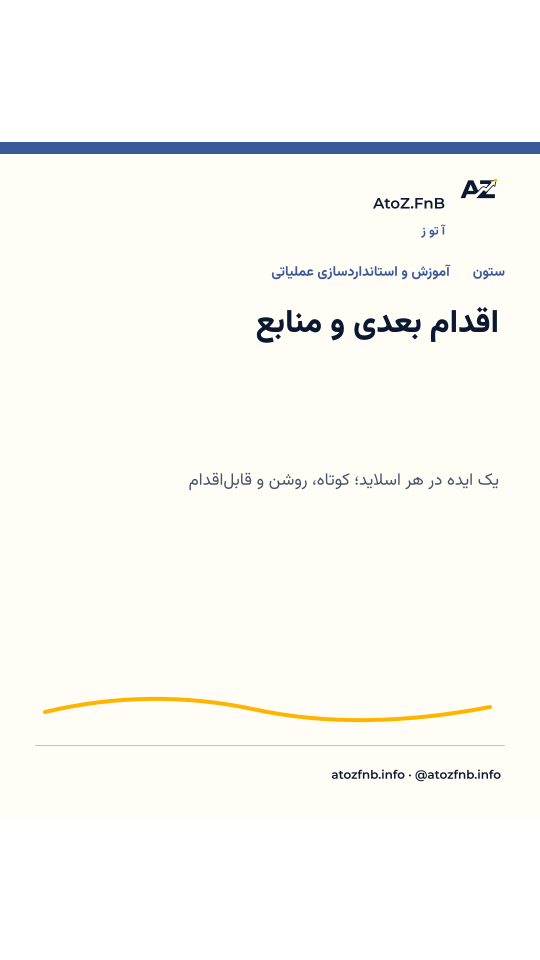 AZ
AtoZ.FnB
آ تو ز
ستون آموزش و استانداردسازی عملیاتی
اقدام بعدی و منابع
یک ایده در هر اسلاید؛ کوتاه، روشن و قابل‌اقدام
atozfnb.info · @atozfnb.info